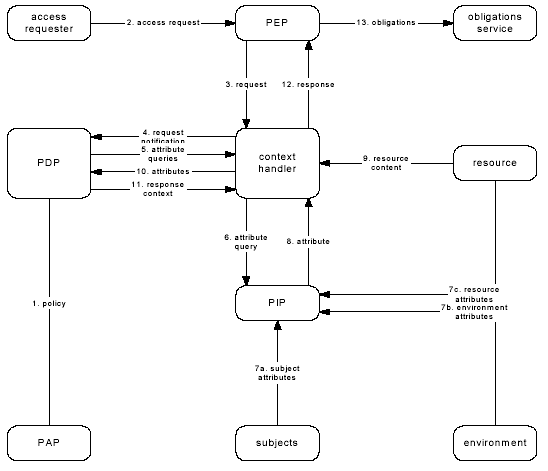 access
requester
2. access request
PEP
13. obligations
obligations
service
3. request
12. response
4. request
notification
5. attribute
queries
10. attributes
11. response
context
PDP
context
handler
9. resource
content
resource
6. attribute
query
8. attribute
1. policy
PIP
7c. resource
attributes
7b. environment
attributes
7a. subject
attributes
PAP
subjects
environment